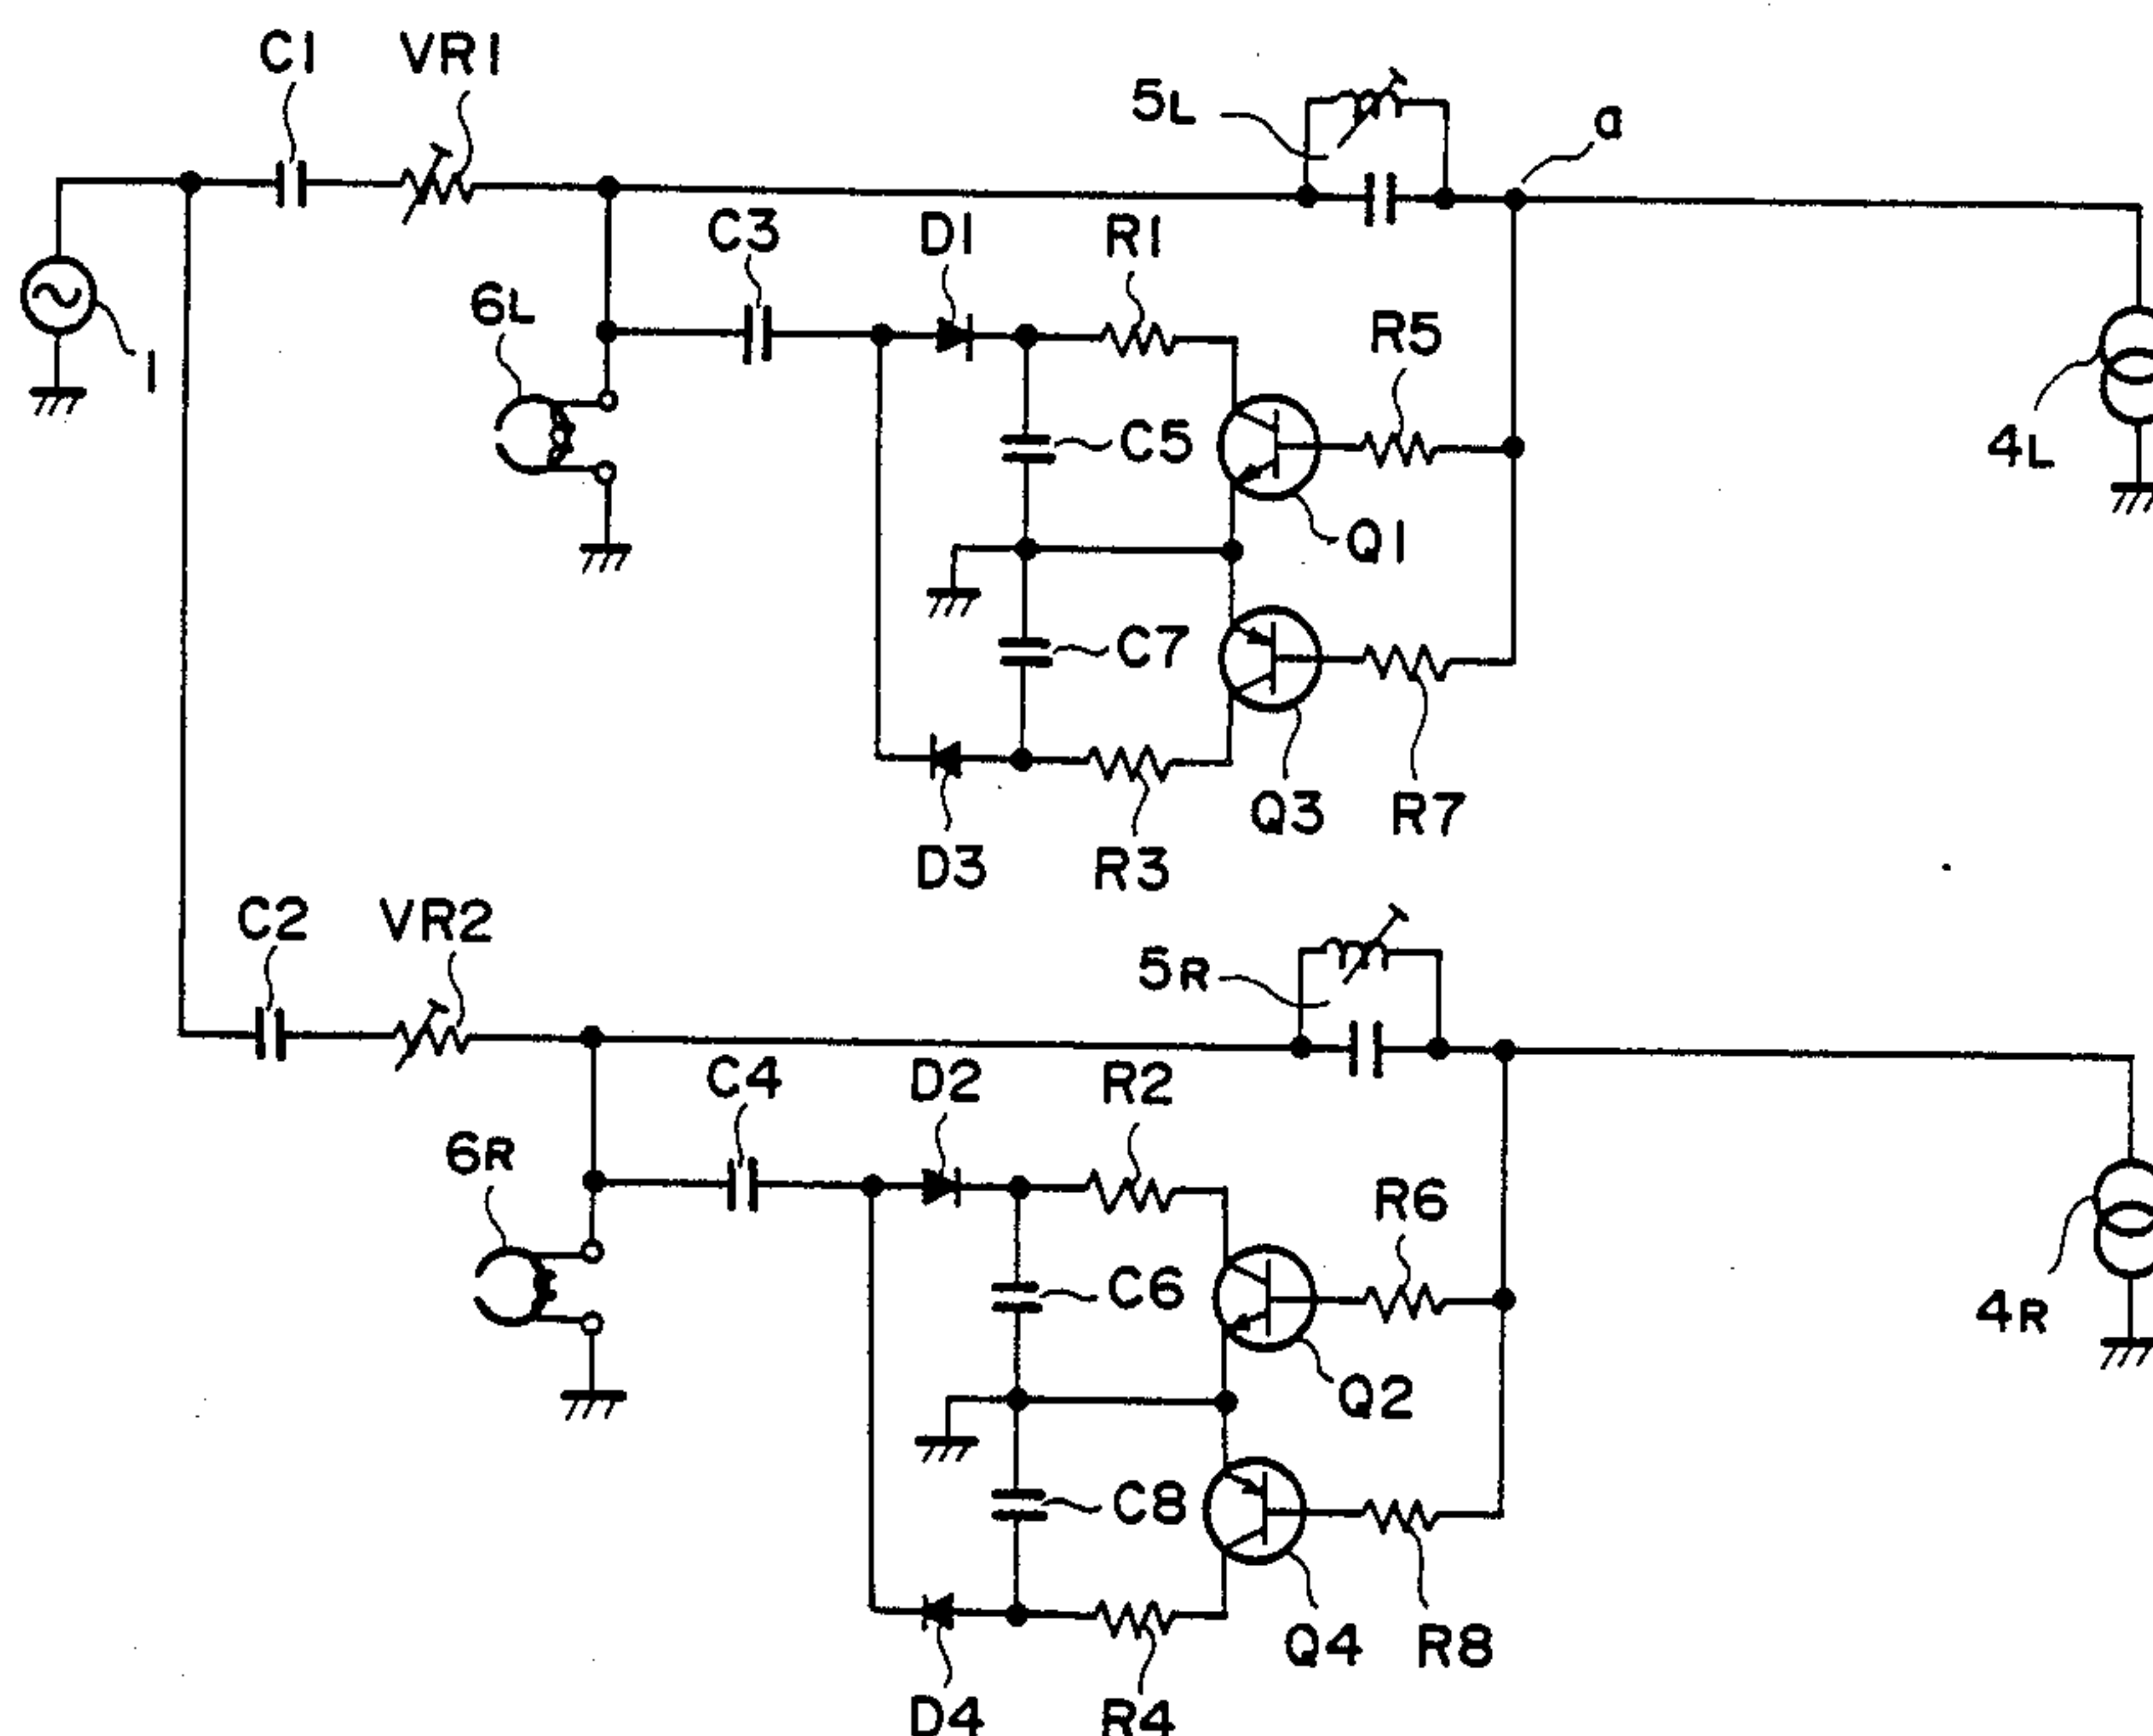 C1 VR1
5L
a
C3 D1 R1
6L
R5
1
C5
4L
Q1
C7
Q3 R7
D3 R3
C2 VR2
5R
C4 D2 R2
6R
R6
C6
4R
Q2
C8
Q4 R8
D4 R4